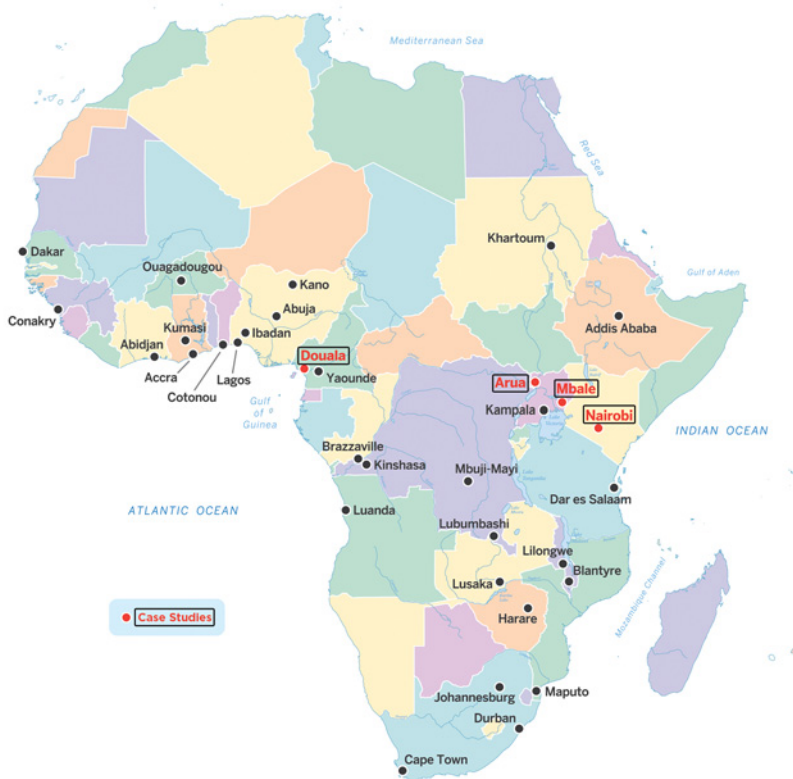 Mediterranean Sea
Red Sea
Khartoum
Dakar
Ouagadougou
Kano
Gulf of Aden
Abuja
Conakry
Addis Ababa
Kumasi
Ibadan
Abidjan
Douala
Accra
Lagos
Yaounde
Arua
Mbale
Cotonou
Kampala
Nairobi
Gulf
of
Guinea
INDIAN OCEAN
Brazzaville
Kinshasa
Mbuji-Mayi
Dar es Salaam
ATLANTIC OCEAN
Luanda
Lubumbashi
Lilongwe
Blantyre
Lusaka
Mozambique Channel
Harare
Case Studies
Johannesburg
Maputo
Durban
Cape Town